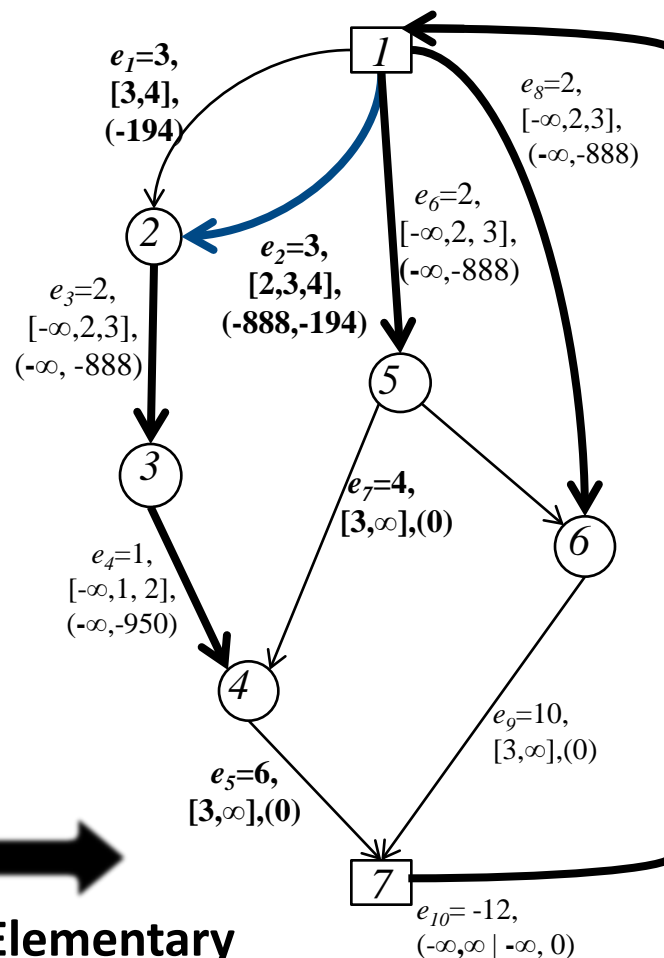 1
e₁=3,
[3,4],
(-194)
e₈=2,
[-∞,2,3],
(-∞,-888)
e₆=2,
[-∞,2, 3],
(-∞,-888)
2
e₂=3,
[2,3,4],
(-888,-194)
e₃=2,
[-∞,2,3],
(-∞, -888)
5
3
e₇=4,
[3,∞],(0)
6
e₄=1,
[-∞,1, 2],
(-∞,-950)
4
e₉=10,
[3,∞],(0)
e₅=6,
[3,∞],(0)
7
e₁₀= -12,
(-∞,∞ | -∞, 0)
Elementary